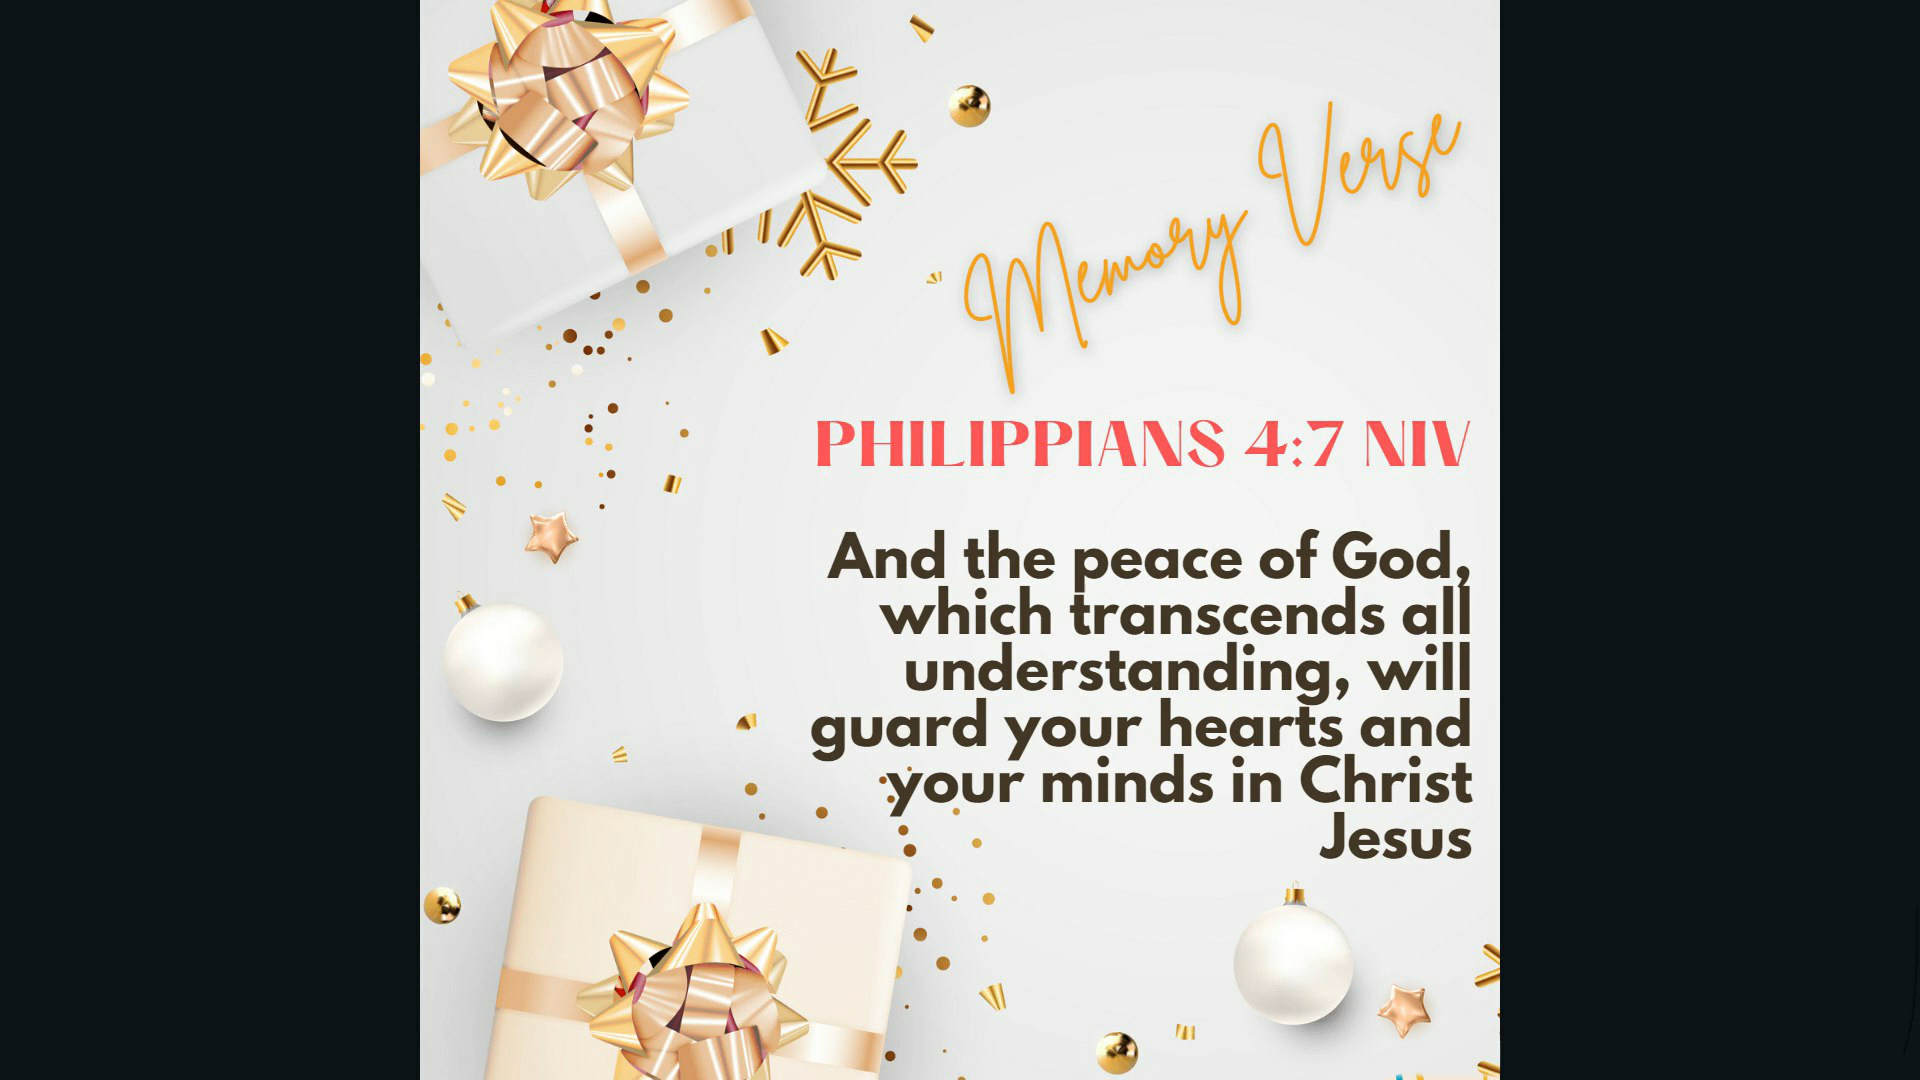 Memory Verse
PHILIPPIANS 4:7 NIV
And the peace of God,
which transcends all
understanding, will
guard your hearts and
your minds in Christ
Jesus